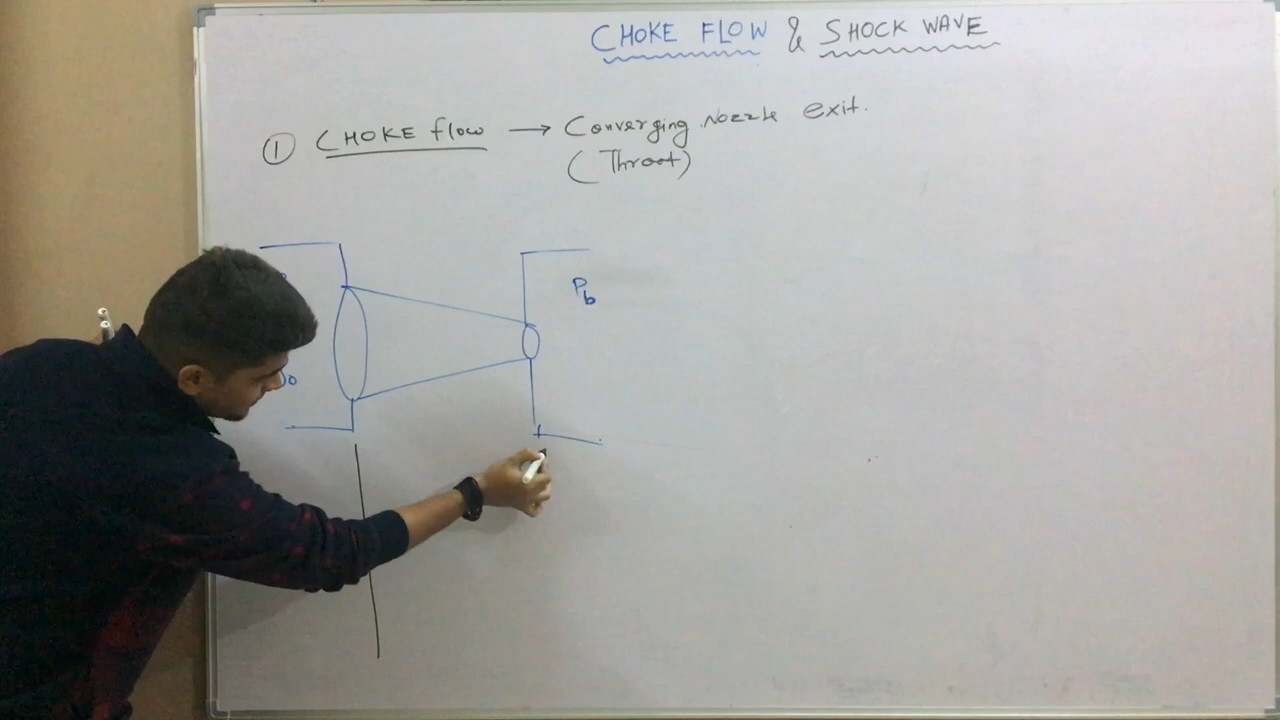 CHOKE FLOW & SHOCK WAVE
① CHOKE flow → Converging Nozzle exit.
(Throat)
Pb